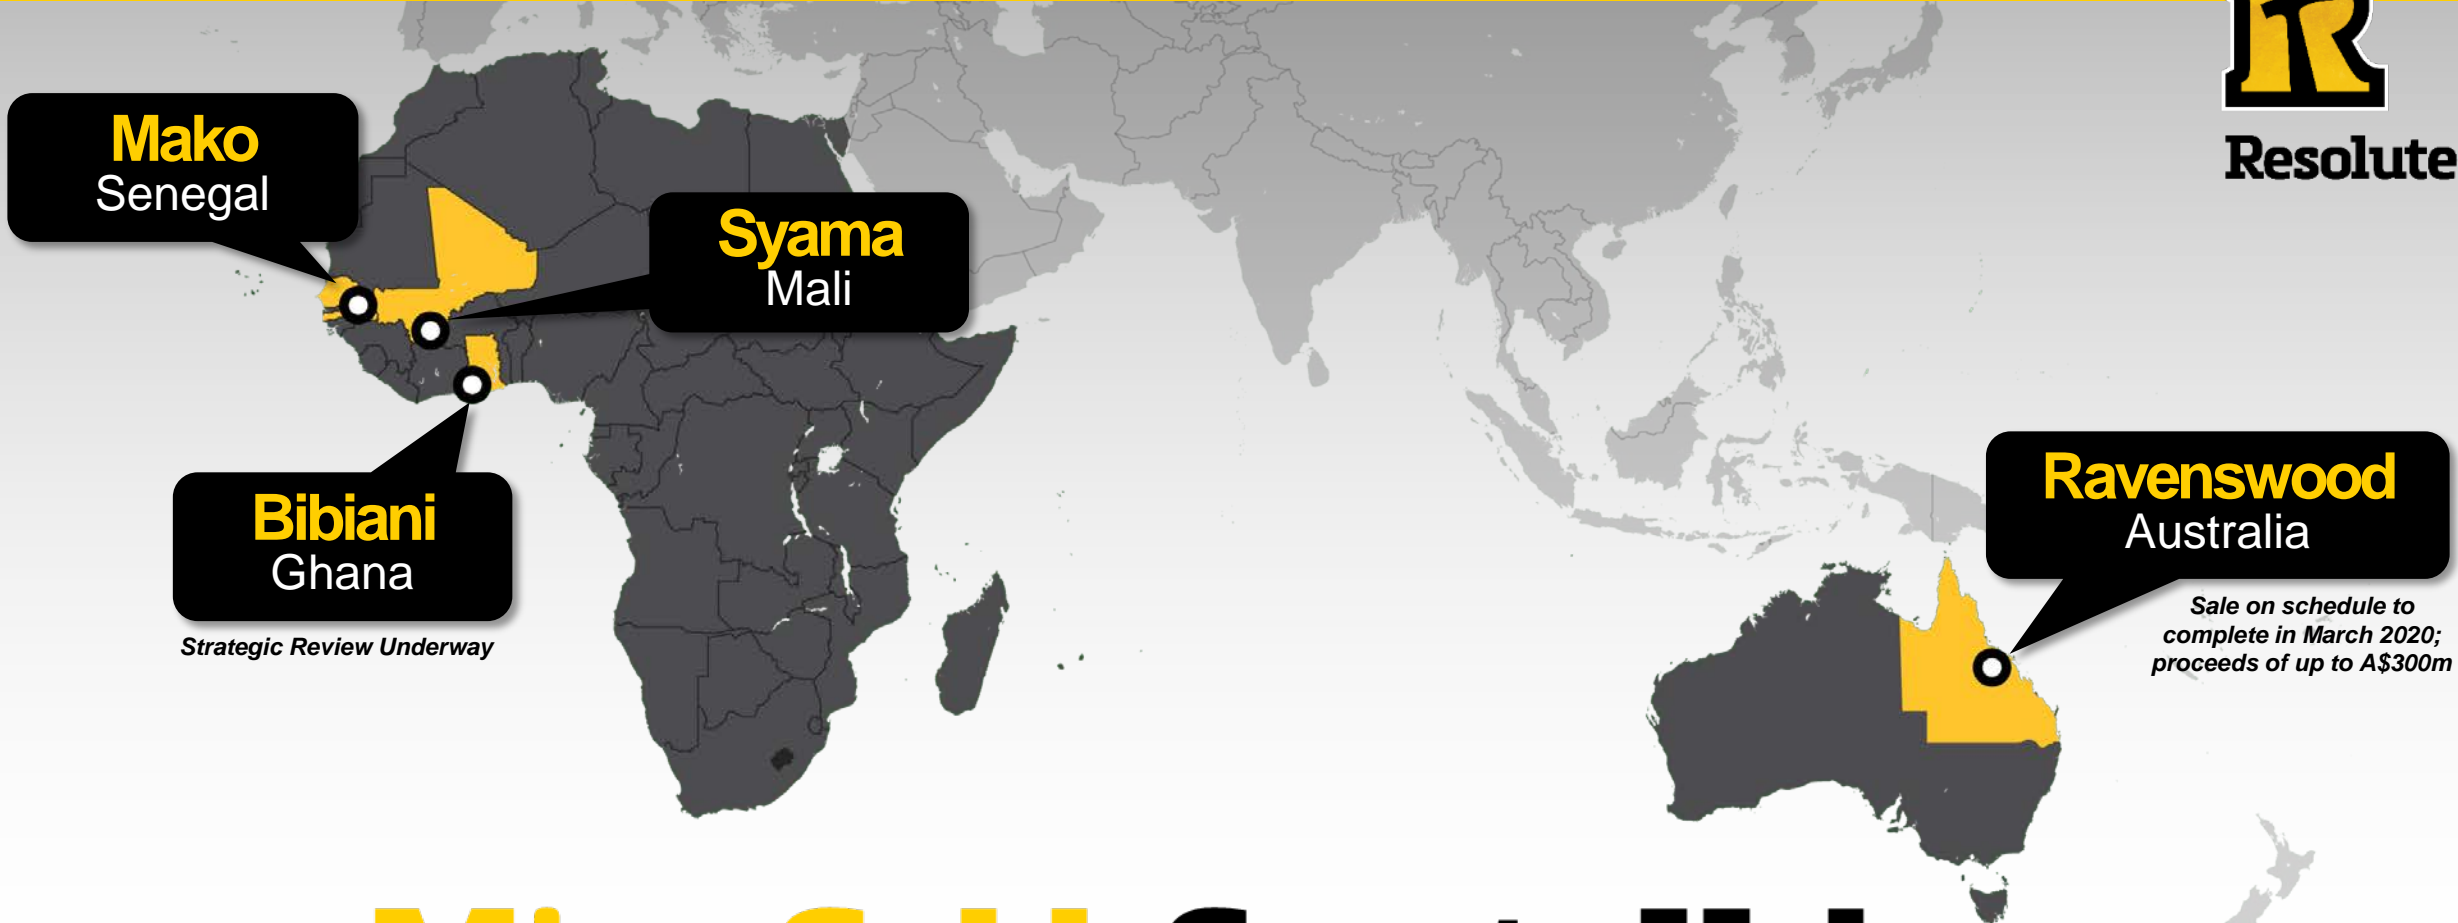 Resolute
Mako
Senegal
Syama
Mali
Bibiani
Ghana
Strategic Review Underway
Ravenswood
Australia
Sale on schedule to
complete in March 2020;
proceeds of up to A$300m